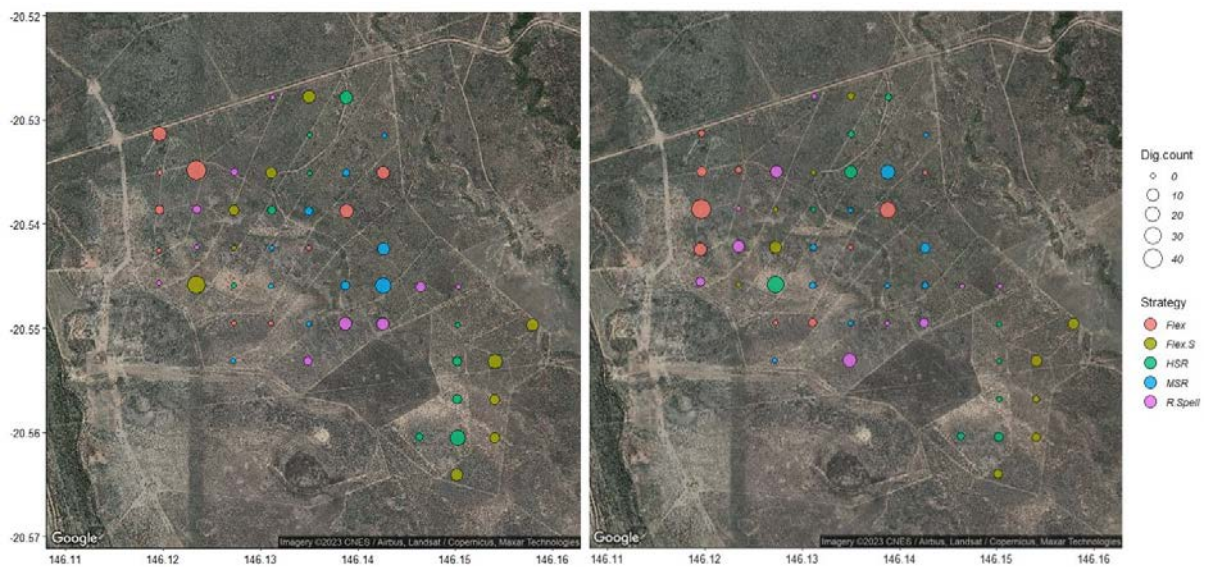 -20.52
-20.53
-20.54
-20.55
-20.56
-20.57
Google
Imagery ©2023 CNES / Airbus, Landsat / Copernicus, Maxar Technologies
146.11 146.12 146.13 146.14 146.15 146.16
Google
Imagery ©2023 CNES / Airbus, Landsat / Copernicus, Maxar Technologies
146.11 146.12 146.13 146.14 146.15 146.16
Dig.count
0
10
20
30
40
Strategy
Flex
Flex.S
HSR
MSR
R.Spell